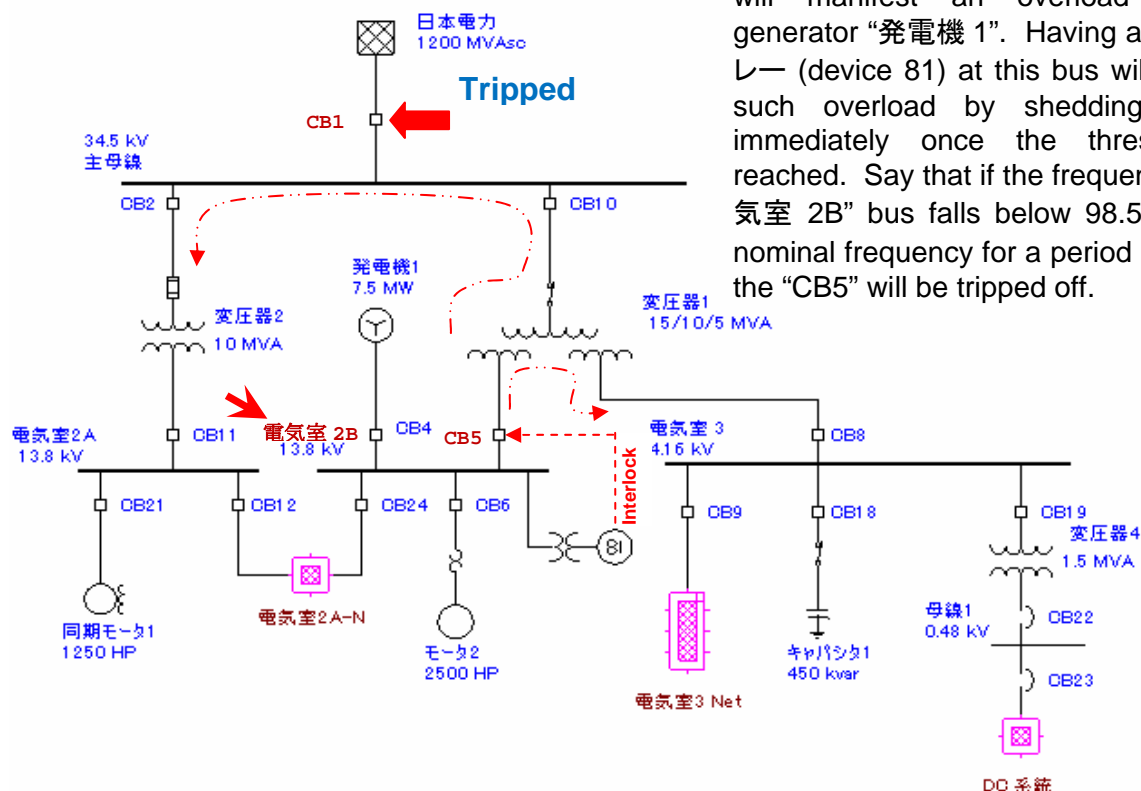 will manifest an overload
generator “発電機 1”. Having a
レー (device 81) at this bus wil
such overload by shedding
immediately once the thres
reached. Say that if the frequen
気室 2B” bus falls below 98.5
nominal frequency for a period
the “CB5” will be tripped off.
日本電力
1200 MVAsc
Tripped
CB1
34.5 kV
主母線
CB2
CB10
発電機1
7.5 MW
変圧器2
10 MVA
変圧器1
15/10/5 MVA
電気室2A
13.8 kV
CB11
電気室 2B
13.8 kV
CB4
CB5
Interlock
電気室 3
4.16 kV
CB8
CB21
CB12
CB24
CB6
81
CB9
CB18
CB19
変圧器4
1.5 MVA
電気室2A-N
同期モータ1
1250 HP
モータ2
2500 HP
電気室3 Net
キャパシタ1
450 kvar
母線1
0.48 kV
CB22
CB23
DC 系統